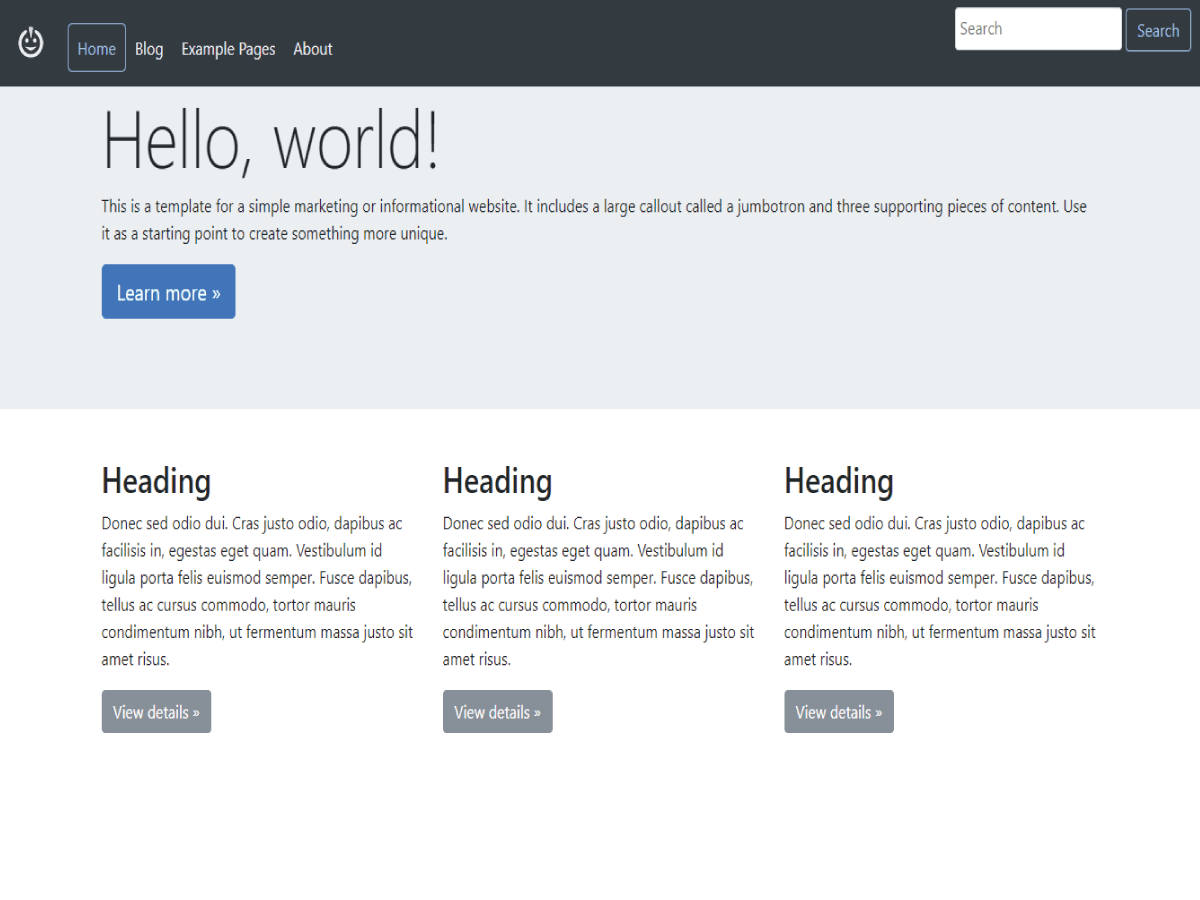 Home Blog Example Pages About Search Search
Hello, world!
This is a template for a simple marketing or informational website. It includes a large callout called a jumbotron and three supporting pieces of content. Use
it as a starting point to create something more unique.
Learn more »
Heading
Donec sed odio dui. Cras justo odio, dapibus ac
facilisis in, egestas eget quam. Vestibulum id
ligula porta felis euismod semper. Fusce dapibus,
tellus ac cursus commodo, tortor mauris
condimentum nibh, ut fermentum massa justo sit
amet risus.
View details »
Heading
Donec sed odio dui. Cras justo odio, dapibus ac
facilisis in, egestas eget quam. Vestibulum id
ligula porta felis euismod semper. Fusce dapibus,
tellus ac cursus commodo, tortor mauris
condimentum nibh, ut fermentum massa justo sit
amet risus.
View details »
Heading
Donec sed odio dui. Cras justo odio, dapibus ac
facilisis in, egestas eget quam. Vestibulum id
ligula porta felis euismod semper. Fusce dapibus,
tellus ac cursus commodo, tortor mauris
condimentum nibh, ut fermentum massa justo sit
amet risus.
View details »